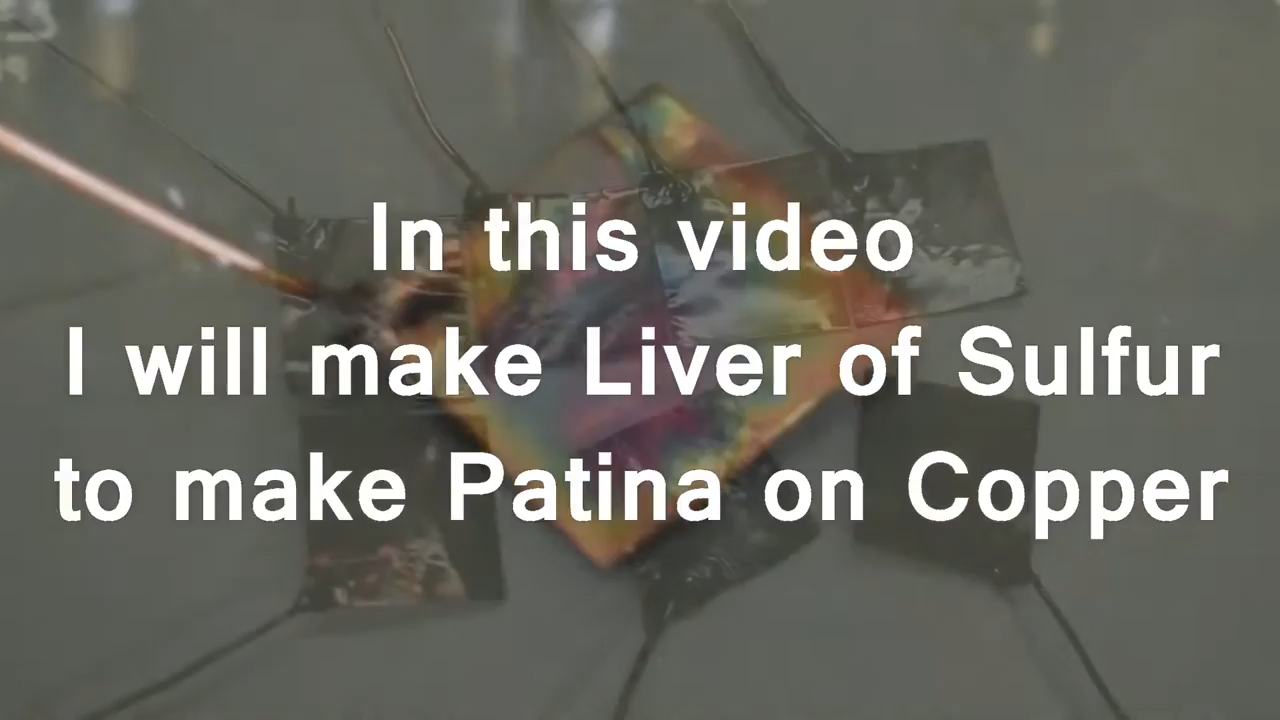 In this video
I will make Liver of Sulfur
to make Patina on Copper